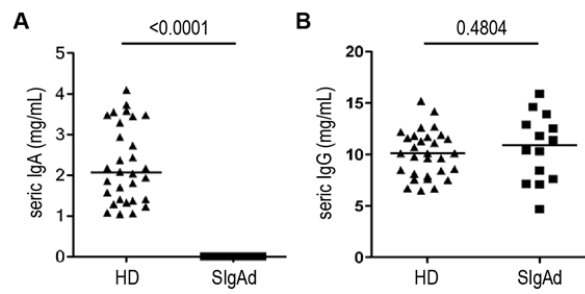 A
<0.0001
seric IgA (mg/mL)
5
4
3
2
1
0
HD
SIgAd
B
0.4804
seric IgG (mg/mL)
20
15
10
5
0
HD
SIgAd